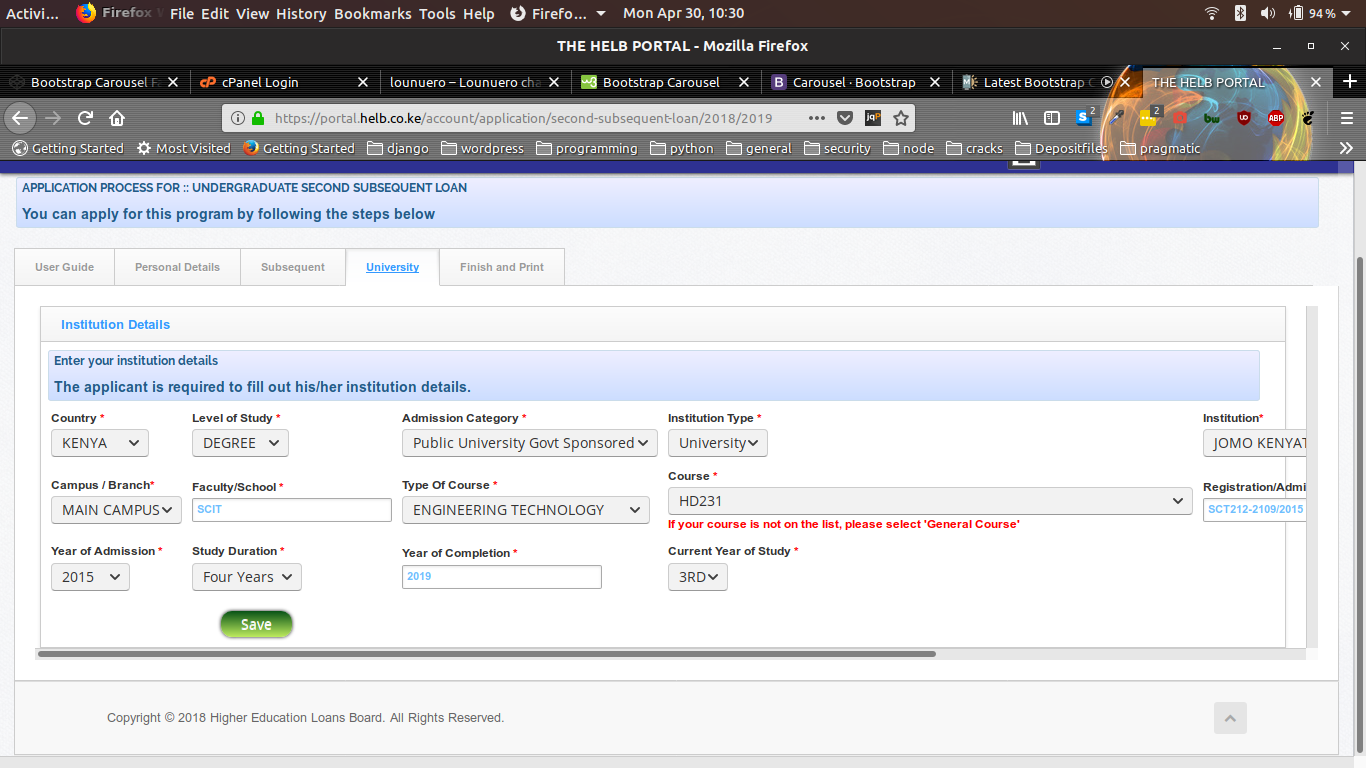 Activi... Firefox W File Edit View History Bookmarks Tools Help Firefo... Mon Apr 30, 10:30 94%
THE HELB PORTAL - Mozilla Firefox
Bootstrap Carousel Fa cPanel Login lounuero – Lounuero cha Bootstrap Carousel Carousel · Bootstrap Latest Bootstrap C THE HELB PORTAL
https://portal.helb.co.ke/account/application/second-subsequent-loan/2018/2019
Getting Started Most Visited Getting Started django wordpress programming python general security node cracks Depositfiles pragmatic
APPLICATION PROCESS FOR :: UNDERGRADUATE SECOND SUBSEQUENT LOAN
You can apply for this program by following the steps below
User Guide Personal Details Subsequent University Finish and Print
Institution Details
Enter your institution details
The applicant is required to fill out his/her institution details.
Country * Level of Study * Admission Category * Institution Type * Institution*
KENYA DEGREE Public University Govt Sponsored University JOMO KENYAT
Campus / Branch* Faculty/School * Type Of Course * Course * Registration/Admi
MAIN CAMPUS SCIT ENGINEERING TECHNOLOGY HD231 SCT212-2109/2015
If your course is not on the list, please select 'General Course'
Year of Admission * Study Duration * Year of Completion * Current Year of Study *
2015 Four Years 2019 3RD
Save
Copyright © 2018 Higher Education Loans Board. All Rights Reserved.